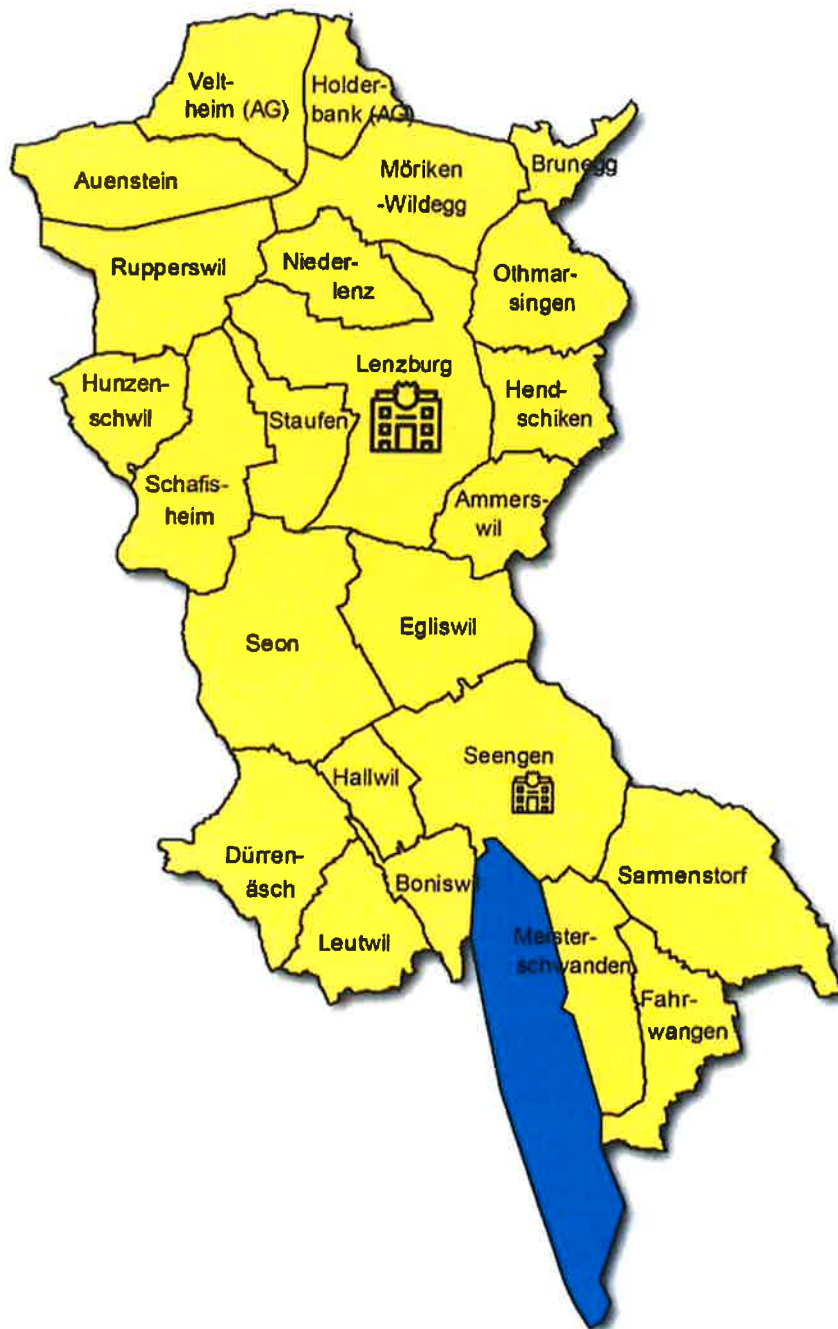 Velt-
heim (AG)
Holder-
bank (AG)
Auenstein
Möriken
-Wildegg
Brunegg
Rupperswil
Nieder-
lenz
Othmar-
singen
Lenzburg
Hunzen-
schwil
Staufen
Hend-
schiken
Schafis-
heim
Ammers-
wil
Seon
Egliswil
Seengen
Hallwil
Dürren-
äsch
Boniswil
Sarmenstorf
Leutwil
Meister-
schwanden
Fahr-
wangen